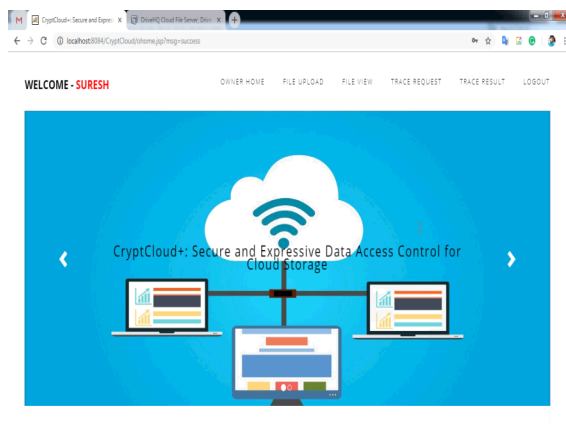 CryptCloud+: Secure and Expres
DriveHQ Cloud File Server, Drive
localhost:8084/CryptCloud/ohome.jsp?msg=success
WELCOME - SURESH
OWNER HOME FILE UPLOAD FILE VIEW TRACE REQUEST TRACE RESULT LOGOUT
CryptCloud+: Secure and Expressive Data Access Control for
Cloud Storage